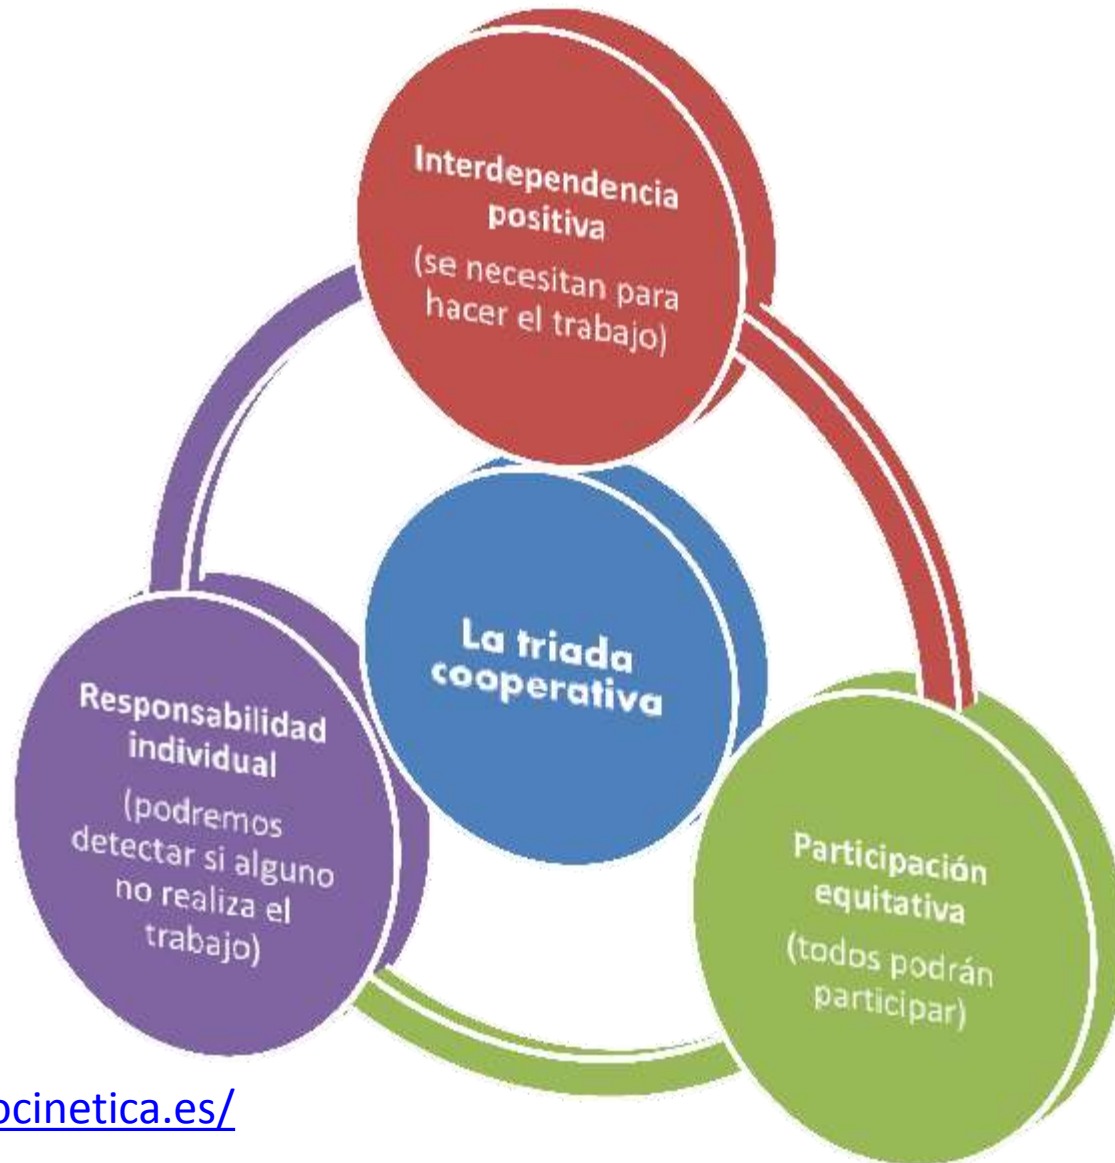 Interdependencia
positiva
(se necesitan para
hacer el trabajo)
La triada
cooperativa
Responsabilidad
individual
(podremos
detectar si alguno
no realiza el
trabajo)
Participación
equitativa
(todos podrán
participar)
ocinetica.es/